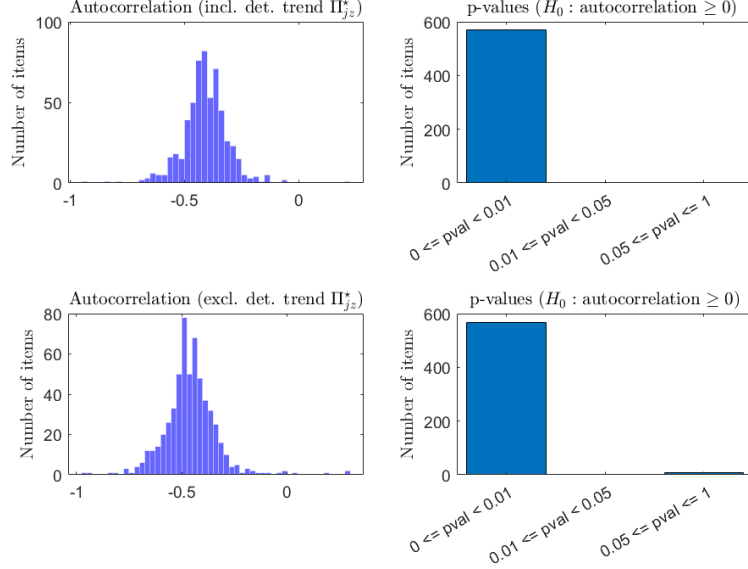 Autocorrelation (incl. det. trend Π*jz)
Number of items
100
50
0
-1
-0.5
0
p-values (H0 : autocorrelation ≥ 0)
Number of items
600
400
200
0
0 <= pval < 0.01
0.01 <= pval < 0.05
0.05 <= pval <= 1
Autocorrelation (excl. det. trend Π*jz)
Number of items
80
60
40
20
0
-1
-0.5
0
p-values (H0 : autocorrelation ≥ 0)
Number of items
600
400
200
0
0 <= pval < 0.01
0.01 <= pval < 0.05
0.05 <= pval <= 1